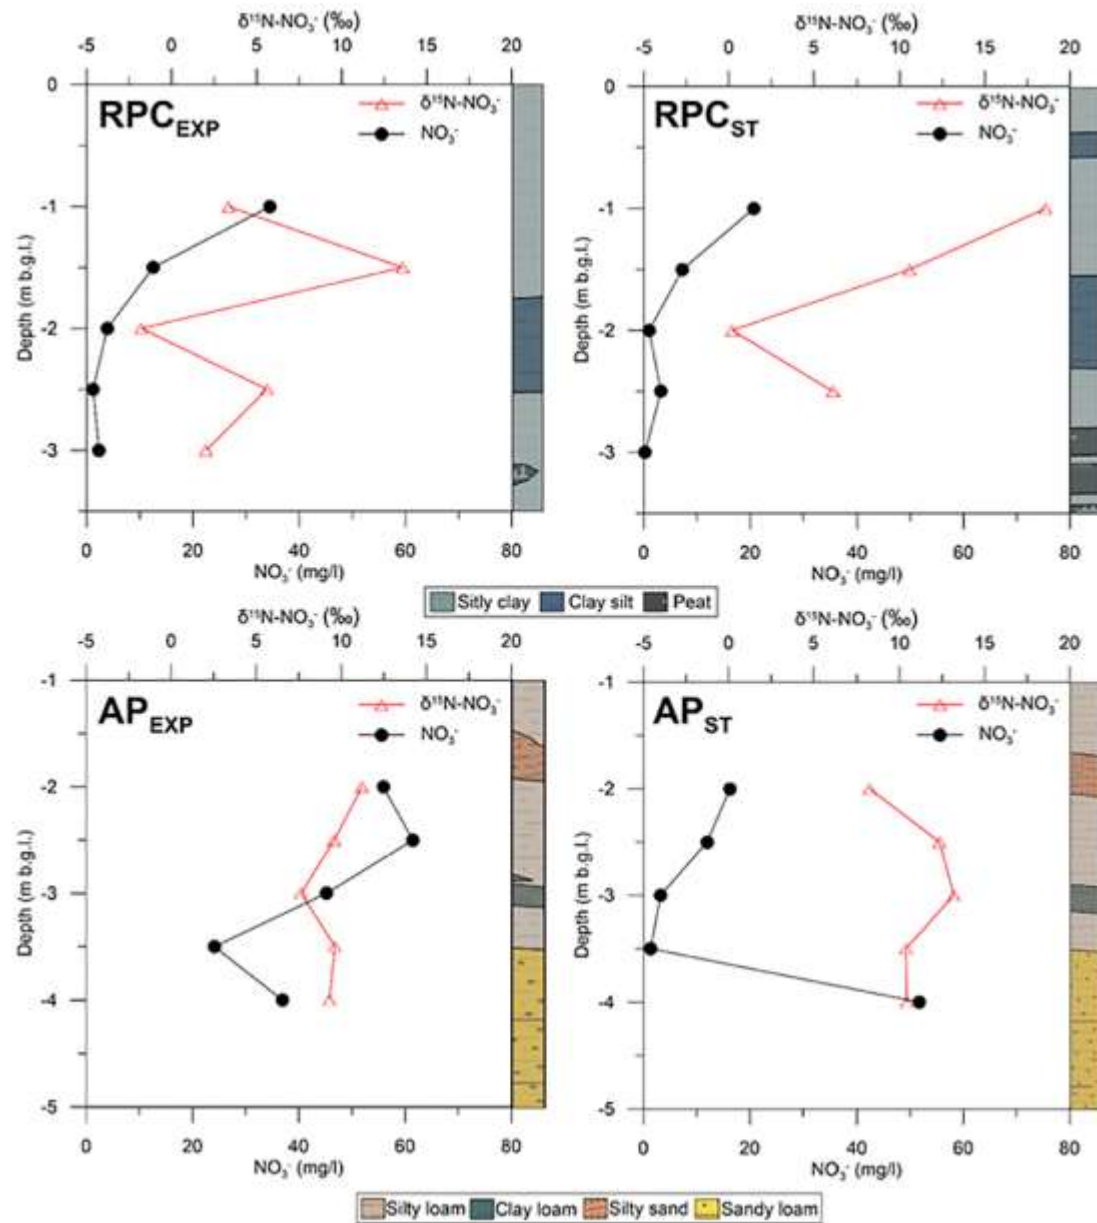 δ¹⁵N-NO₃⁻ (‰)
-5 0 5 10 15 20
0
-1
-2
-3
Depth (m b.g.l.)
RPC_EXP
δ¹⁵N-NO₃⁻
NO₃⁻
0 20 40 60 80
NO₃⁻ (mg/l)
δ¹⁵N-NO₃⁻ (‰)
-5 0 5 10 15 20
0
-1
-2
-3
Depth (m b.g.l.)
RPC_ST
δ¹⁵N-NO₃⁻
NO₃⁻
0 20 40 60 80
NO₃⁻ (mg/l)
Sitly clay Clay silt Peat
δ¹⁵N-NO₃⁻ (‰)
-5 0 5 10 15 20
-1
-2
-3
-4
-5
Depth (m b.g.l.)
AP_EXP
δ¹⁵N-NO₃⁻
NO₃⁻
0 20 40 60 80
NO₃⁻ (mg/l)
δ¹⁵N-NO₃⁻ (‰)
-5 0 5 10 15 20
-1
-2
-3
-4
-5
Depth (m b.g.l.)
AP_ST
δ¹⁵N-NO₃⁻
NO₃⁻
0 20 40 60 80
NO₃⁻ (mg/l)
Silty loam Clay loam Silty sand Sandy loam